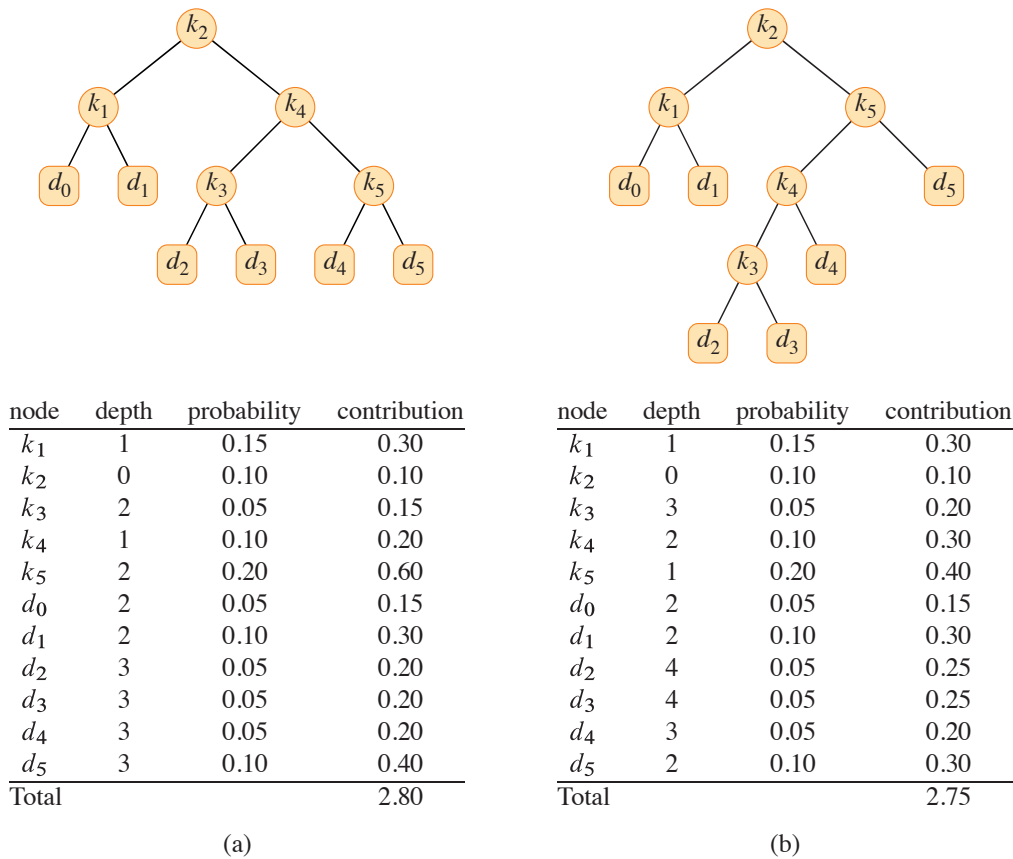 k2
k1 k4
d0 d1 k3 k5
d2 d3 d4 d5
node depth probability contribution
k1 1 0.15 0.30
k2 0 0.10 0.10
k3 2 0.05 0.15
k4 1 0.10 0.20
k5 2 0.20 0.60
d0 2 0.05 0.15
d1 2 0.10 0.30
d2 3 0.05 0.20
d3 3 0.05 0.20
d4 3 0.05 0.20
d5 3 0.10 0.40
Total 2.80
(a)
k2
k1 k5
d0 d1 k4 d5
k3 d4
d2 d3
node depth probability contribution
k1 1 0.15 0.30
k2 0 0.10 0.10
k3 3 0.05 0.20
k4 2 0.10 0.30
k5 1 0.20 0.40
d0 2 0.05 0.15
d1 2 0.10 0.30
d2 4 0.05 0.25
d3 4 0.05 0.25
d4 3 0.05 0.20
d5 2 0.10 0.30
Total 2.75
(b)